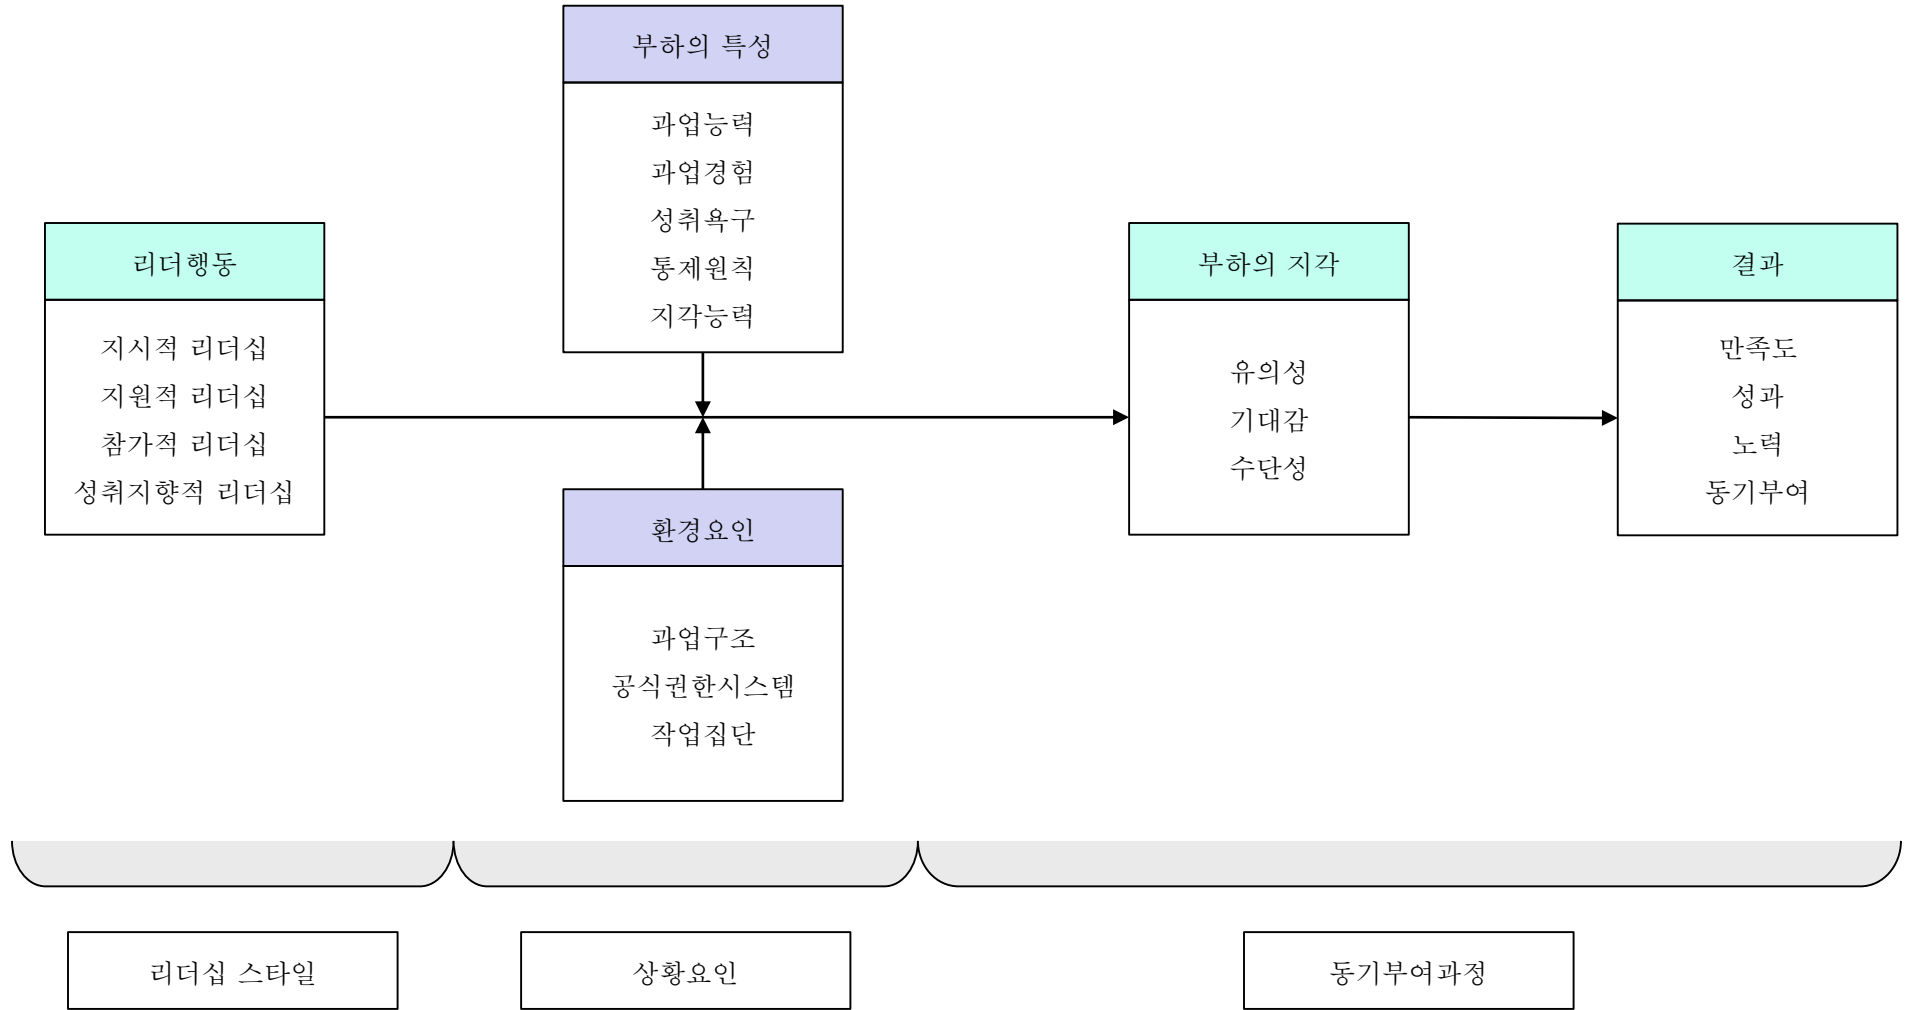 부하의 특성
과업능력
과업경험
성취욕구
통제원칙
지각능력
리더행동
지시적 리더십
지원적 리더십
참가적 리더십
성취지향적 리더십
환경요인
과업구조
공식권한시스템
작업집단
부하의 지각
유의성
기대감
수단성
결과
만족도
성과
노력
동기부여
리더십 스타일
상황요인
동기부여과정